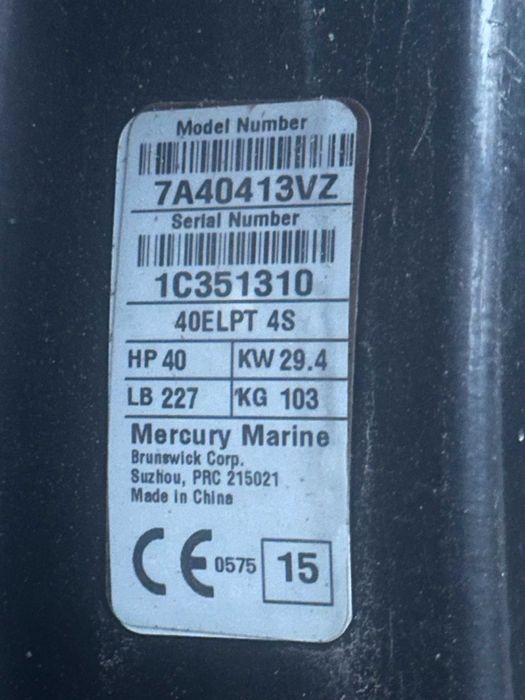 Model Number
7A40413VZ
Serial Number
1C351310
40ELPT 4S
HP 40 KW 29.4
LB 227 KG 103
Mercury Marine
Brunswick Corp.
Suzhou, PRC 215021
Made in China
CE 0575 15